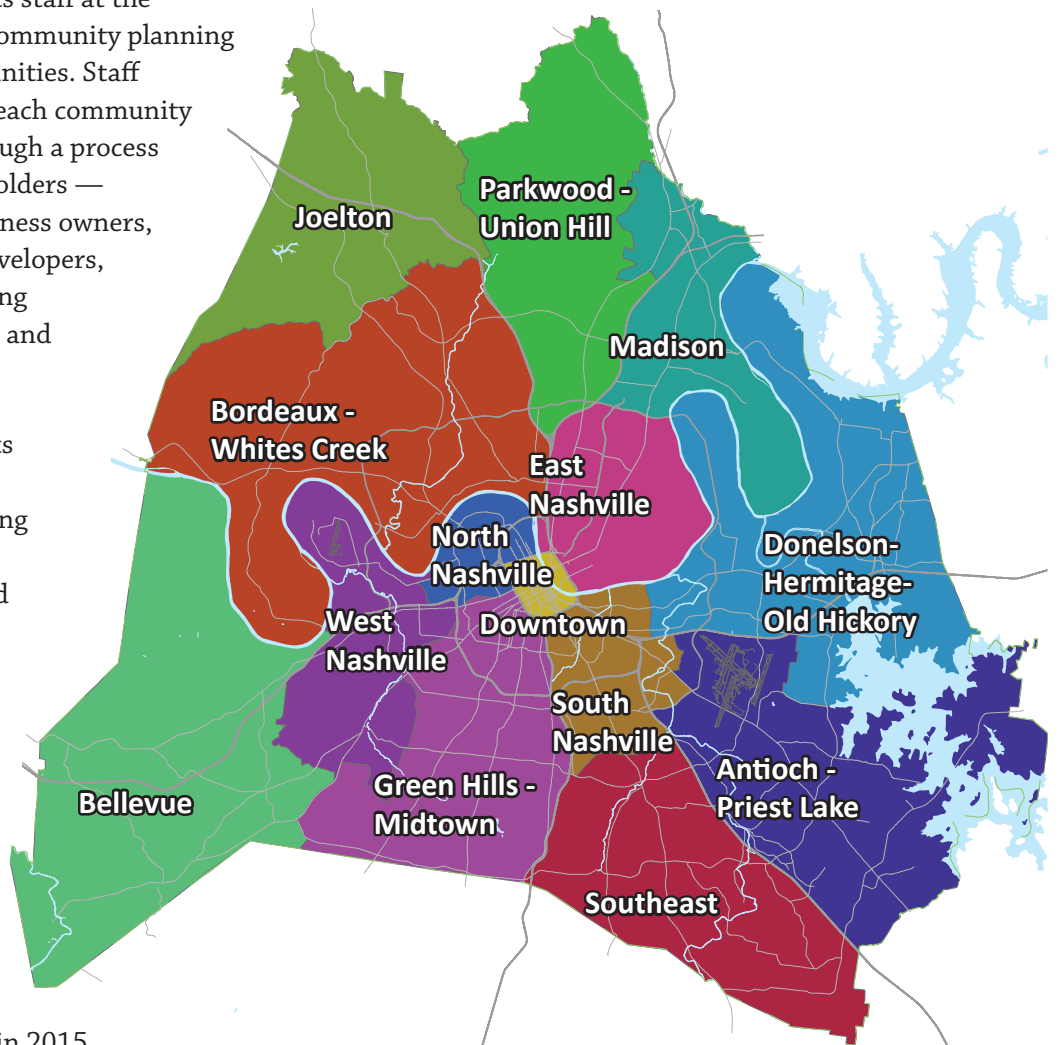 s staff at the
ommunity planning
nities. Staff
each community
ugh a process
olders —
ness owners,
velopers,
ng
and
s
ng
d
in 2015
Joelton
Parkwood -
Union Hill
Madison
Bordeaux -
Whites Creek
East
Nashville
North
Nashville
Donelson-
Hermitage-
Old Hickory
West
Nashville
Downtown
South
Nashville
Bellevue
Green Hills -
Midtown
Antioch -
Priest Lake
Southeast